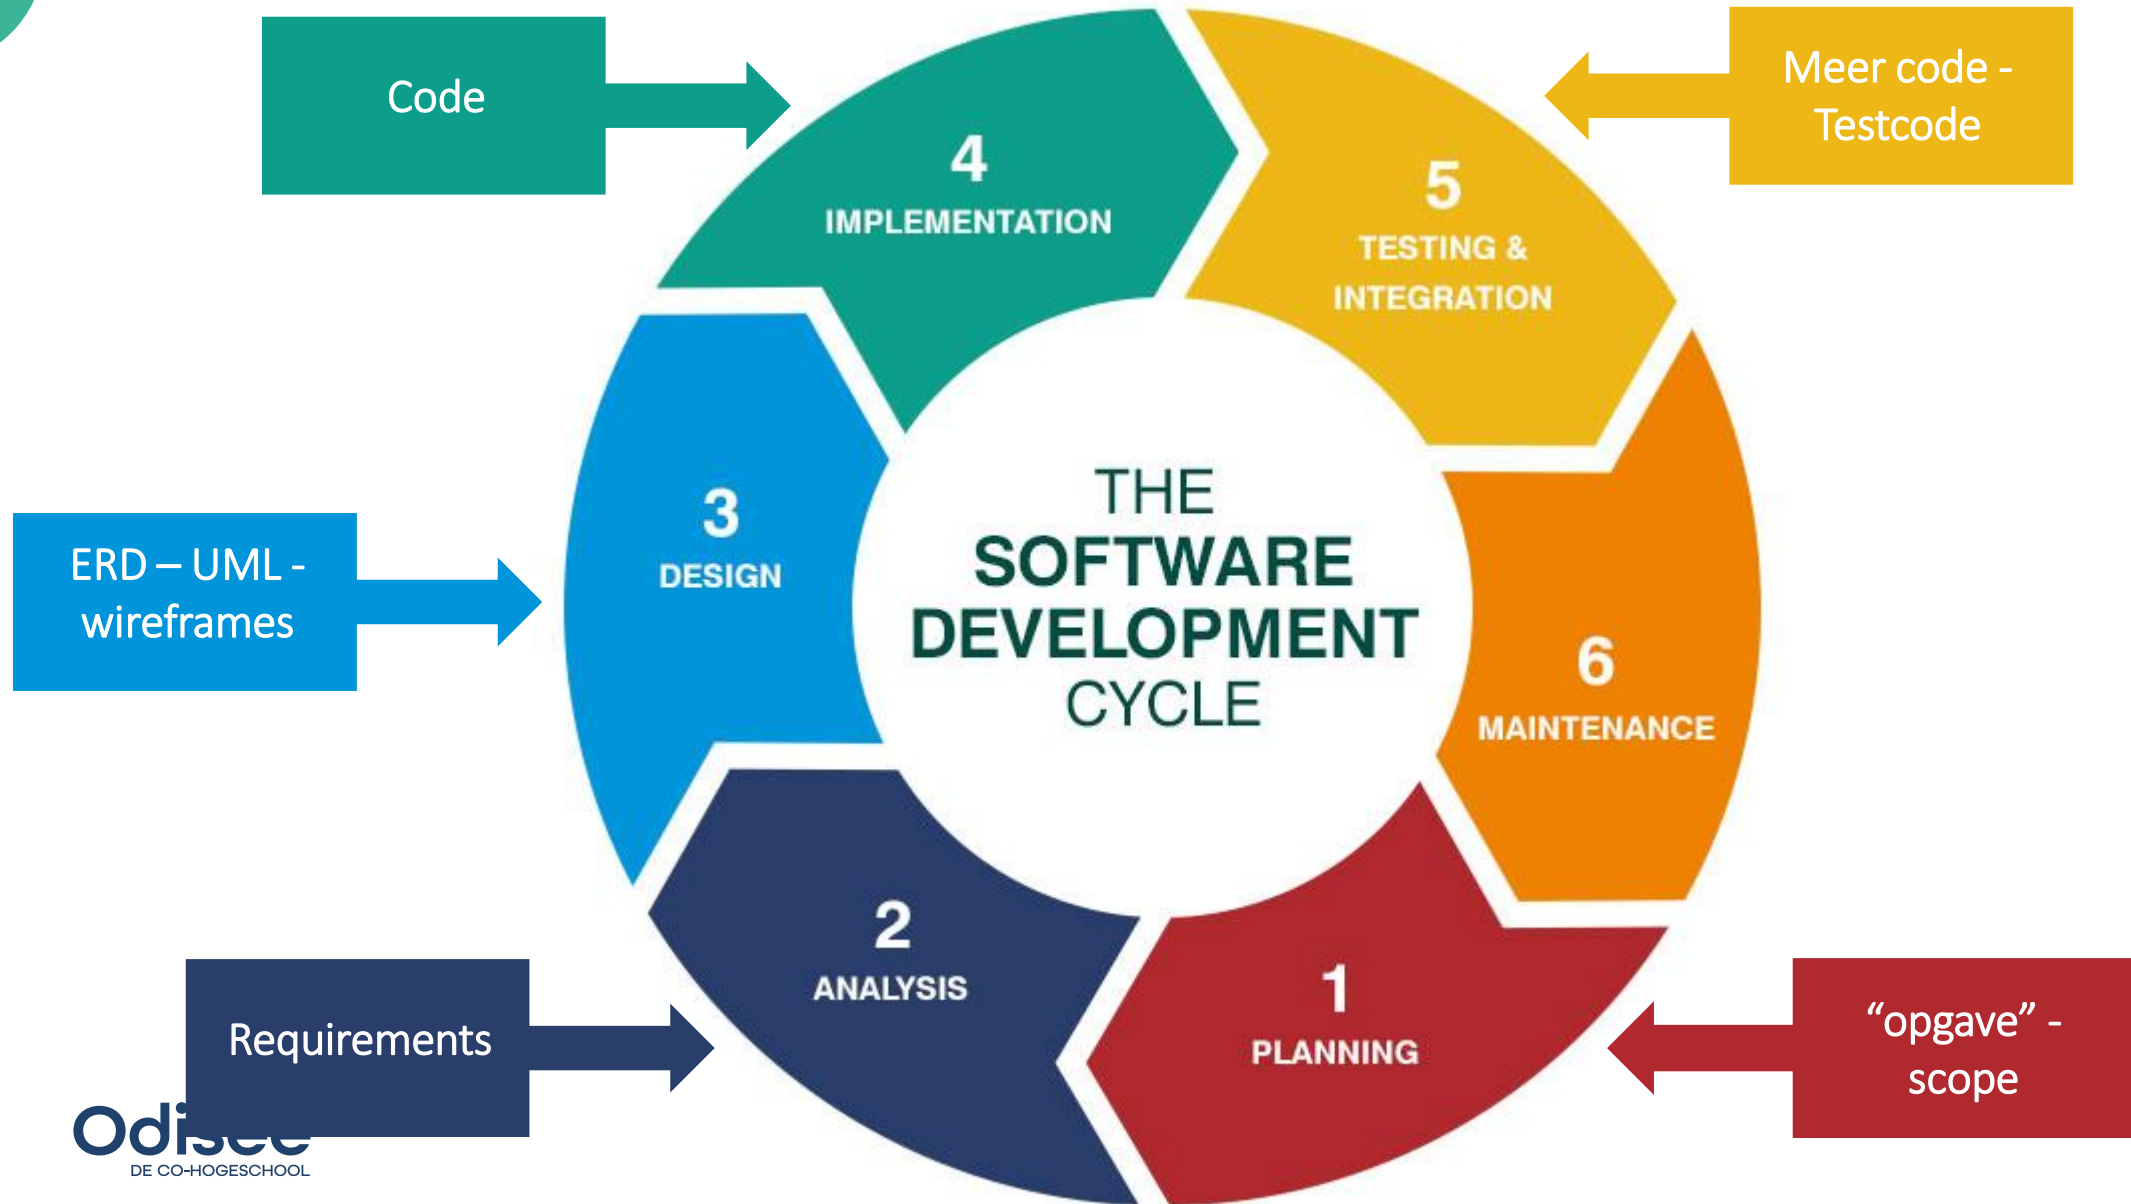 Code
Meer code -
Testcode
4
IMPLEMENTATION
5
TESTING &
INTEGRATION
ERD – UML -
wireframes
3
DESIGN
THE
SOFTWARE
DEVELOPMENT
CYCLE
6
MAINTENANCE
2
ANALYSIS
1
PLANNING
Requirements
“opgave” -
scope
Odisee
DE CO-HOGESCHOOL